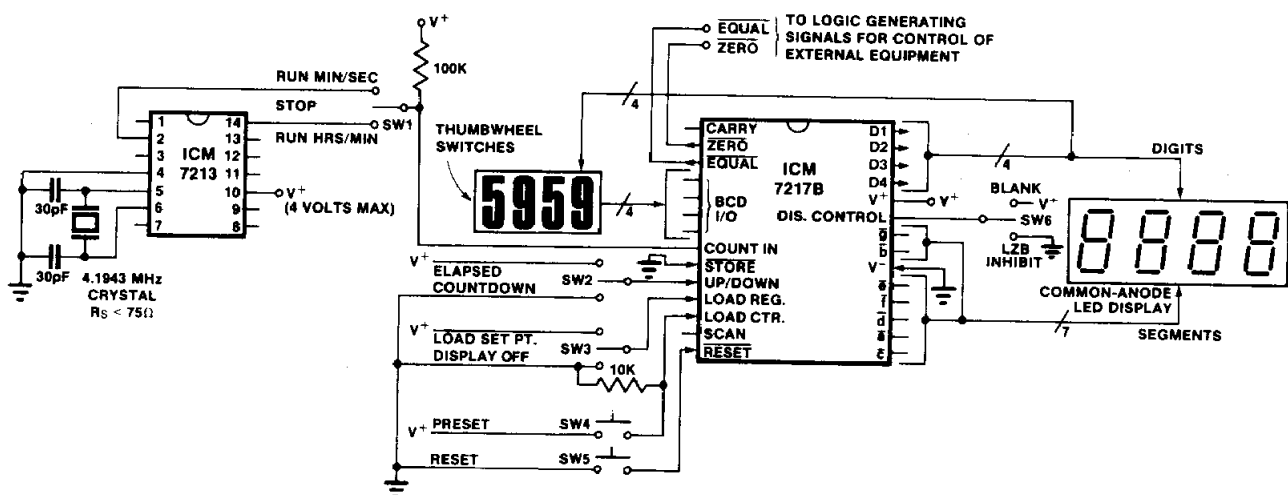 V+
100K
RUN MIN/SEC
STOP
SW1
RUN HRS/MIN
1
2
3
4
5
6
7
14
13
12
11
10
9
8
ICM
7213
V+
(4 VOLTS MAX)
30pF
30pF
4.1943 MHz
CRYSTAL
RS < 75Ω
THUMBWHEEL
SWITCHES
5959
4
4
EQUAL
ZERO
TO LOGIC GENERATING
SIGNALS FOR CONTROL OF
EXTERNAL EQUIPMENT
CARRY
ZERO
EQUAL
BCD
I/O
COUNT IN
STORE
UP/DOWN
LOAD REG.
LOAD CTR.
SCAN
RESET
ICM
7217B
D1
D2
D3
D4
V+
DIS. CONTROL
g
b
V−
e
f
d
a
c
V+
4
DIGITS
BLANK
V+
SW6
LZB
INHIBIT
8888
COMMON-ANODE
LED DISPLAY
7
SEGMENTS
V+
ELAPSED
COUNTDOWN
SW2
V+
LOAD SET PT.
DISPLAY OFF
SW3
10K
V+
PRESET
SW4
RESET
SW5